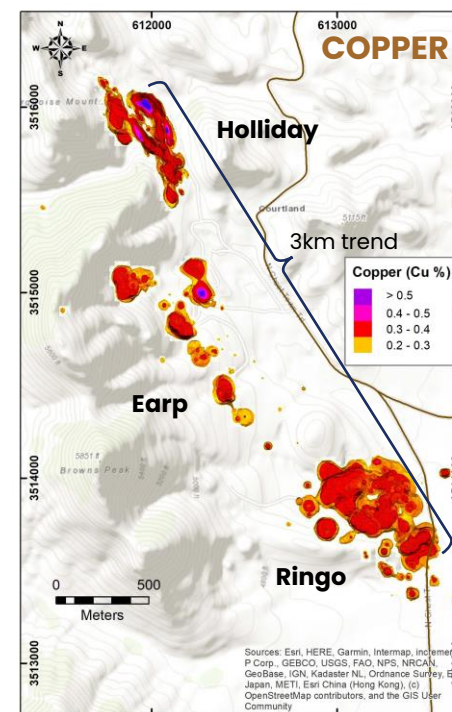 612000
613000
COPPER
N
W E
S
3516000
Holliday
Courtland
3km trend
Copper (Cu %)
> 0.5
0.4 - 0.5
0.3 - 0.4
0.2 - 0.3
3515000
Earp
5851 ft
Browns Peak
3514000
Ringo
0 500
Meters
3513000
Sources: Esri, HERE, Garmin, Intermap, increment
P Corp., GEBCO, USGS, FAO, NPS, NRCAN,
GeoBase, IGN, Kadaster NL, Ordnance Survey, E
Japan, METI, Esri China (Hong Kong), (c)
OpenStreetMap contributors, and the GIS User
Community